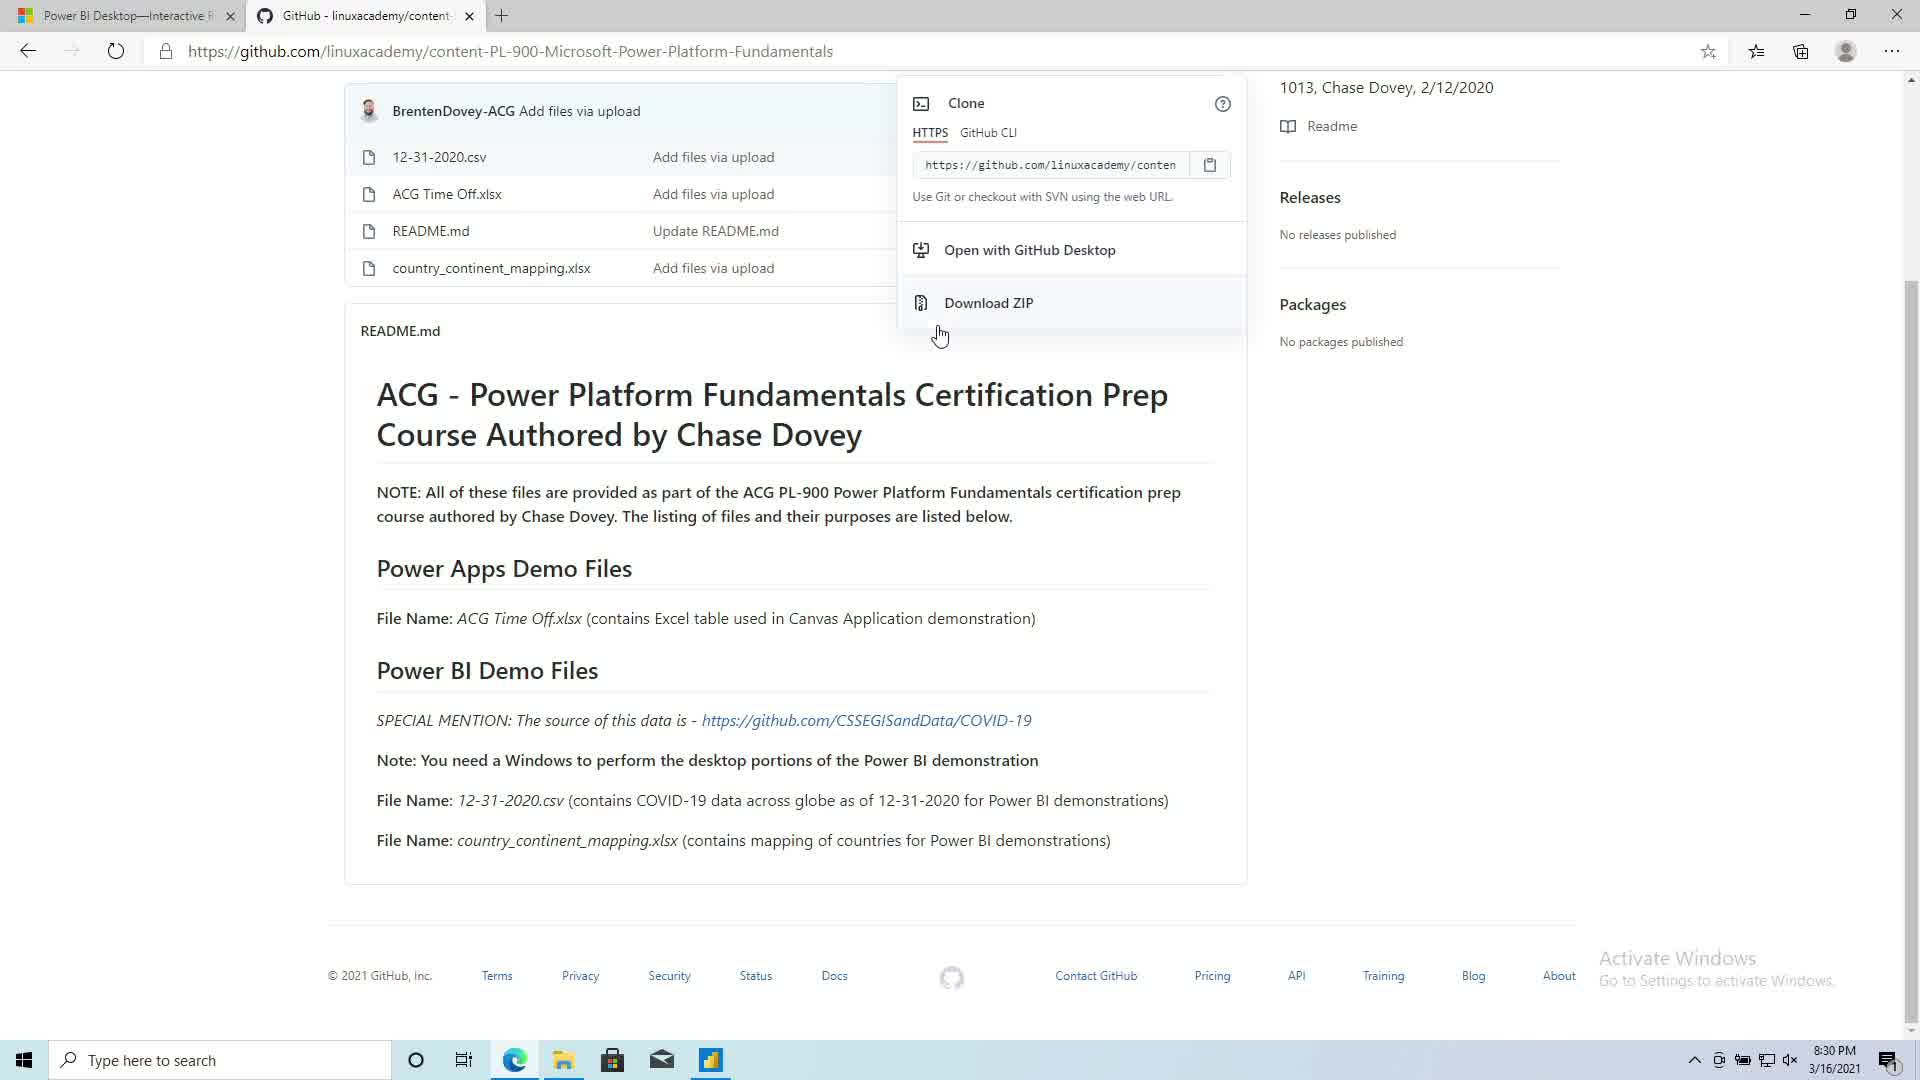 Power BI Desktop—Interactive R
GitHub - linuxacademy/content-
https://github.com/linuxacademy/content-PL-900-Microsoft-Power-Platform-Fundamentals
BrentenDovey-ACG Add files via upload
12-31-2020.csv Add files via upload
ACG Time Off.xlsx Add files via upload
README.md Update README.md
country_continent_mapping.xlsx Add files via upload
Clone
HTTPS GitHub CLI
https://github.com/linuxacademy/conten
Use Git or checkout with SVN using the web URL.
Open with GitHub Desktop
Download ZIP
1013, Chase Dovey, 2/12/2020
Readme
Releases
No releases published
Packages
No packages published
README.md
ACG - Power Platform Fundamentals Certification Prep
Course Authored by Chase Dovey
NOTE: All of these files are provided as part of the ACG PL-900 Power Platform Fundamentals certification prep
course authored by Chase Dovey. The listing of files and their purposes are listed below.
Power Apps Demo Files
File Name: ACG Time Off.xlsx (contains Excel table used in Canvas Application demonstration)
Power BI Demo Files
SPECIAL MENTION: The source of this data is - https://github.com/CSSEGISandData/COVID-19
Note: You need a Windows to perform the desktop portions of the Power BI demonstration
File Name: 12-31-2020.csv (contains COVID-19 data across globe as of 12-31-2020 for Power BI demonstrations)
File Name: country_continent_mapping.xlsx (contains mapping of countries for Power BI demonstrations)
© 2021 GitHub, Inc. Terms Privacy Security Status Docs Contact GitHub Pricing API Training Blog About
Activate Windows
Go to Settings to activate Windows.
Type here to search
8:30 PM
3/16/2021
1